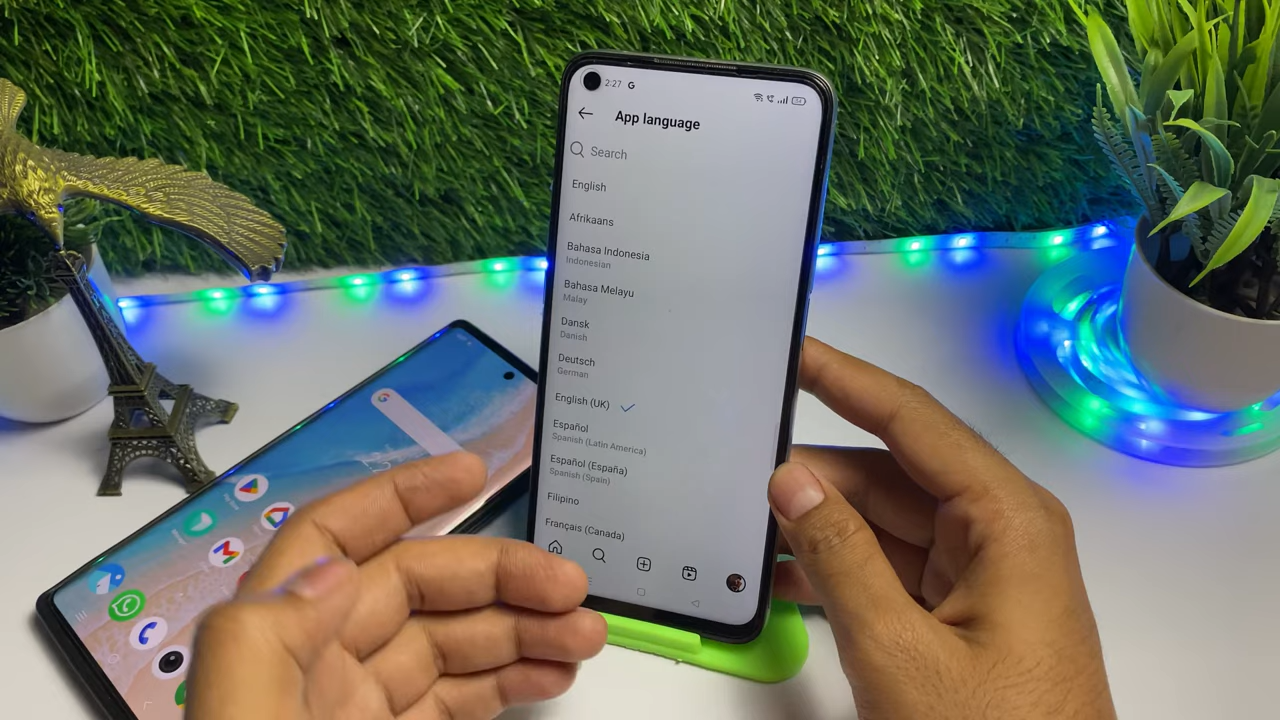 2:27 G
App language
Search
English
Afrikaans
Bahasa Indonesia
Indonesian
Bahasa Melayu
Malay
Dansk
Danish
Deutsch
German
English (UK)
Español
Spanish (Latin America)
Español (España)
Spanish (Spain)
Filipino
Français (Canada)